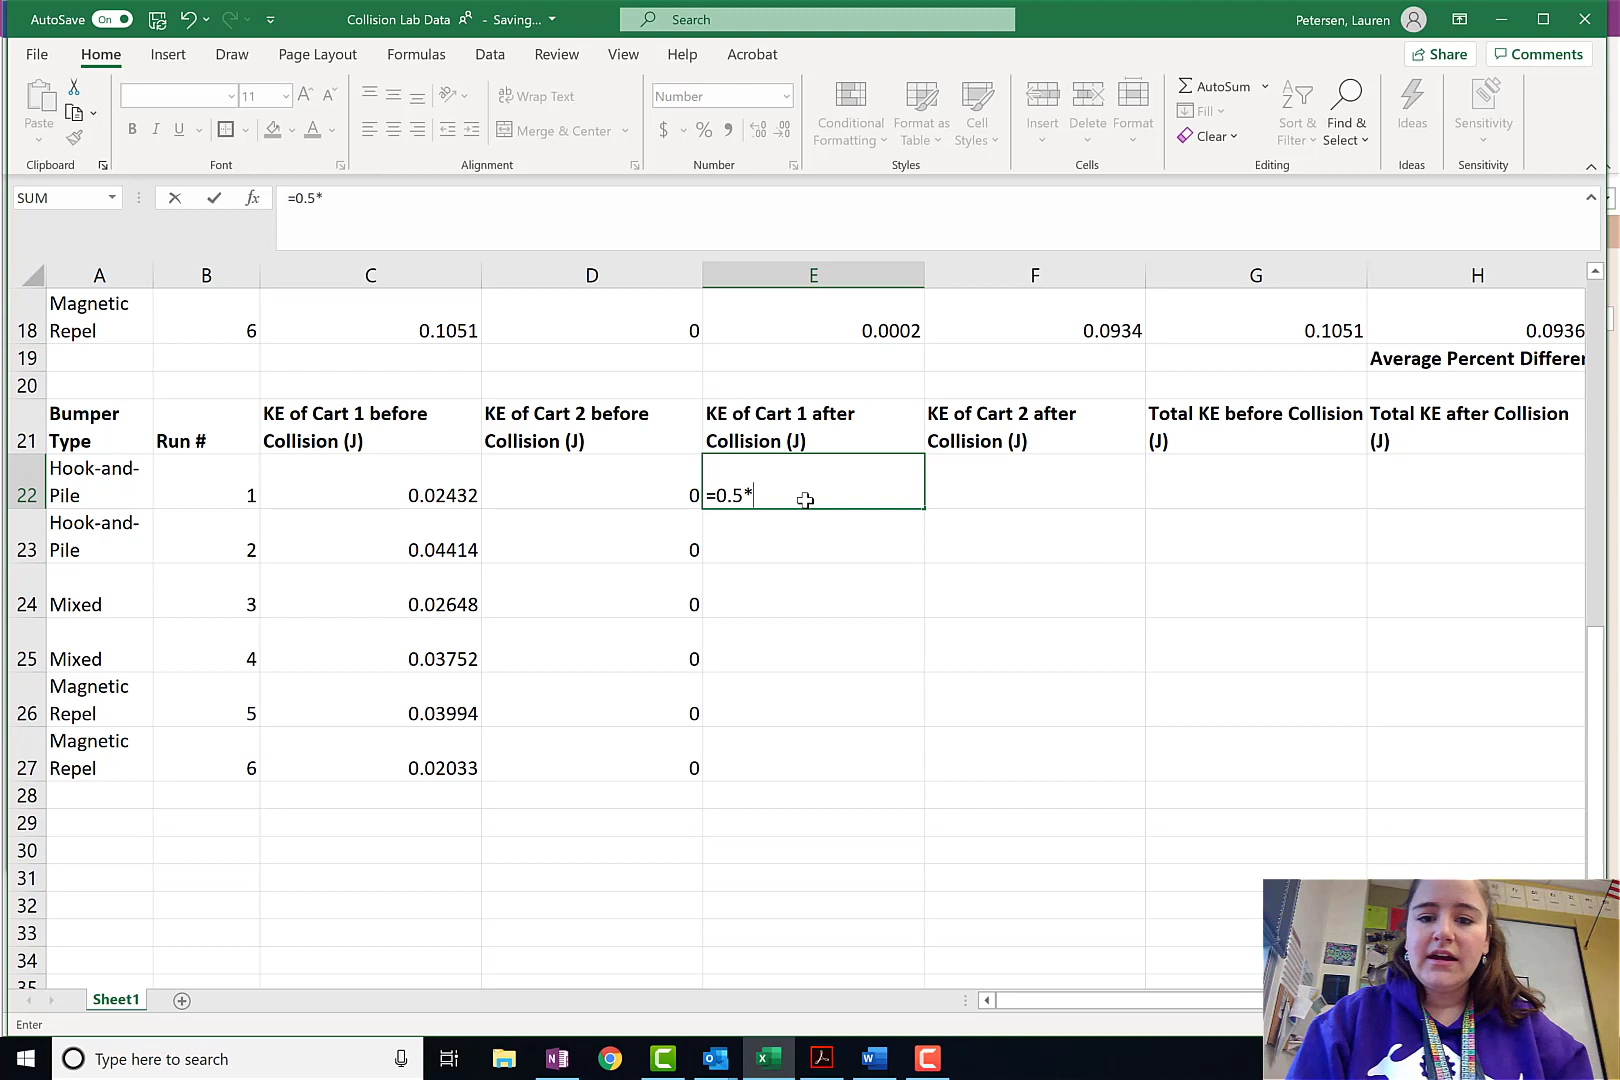 AutoSave On Collision Lab Data - Saving... Search Petersen, Lauren
File Home Insert Draw Page Layout Formulas Data Review View Help Acrobat Share Comments
Paste 11 A A ab Wrap Text Number AutoSum
B I U A Merge & Center $ % 9 Conditional Formatting Format as Table Cell Styles Insert Delete Format Fill Clear Sort & Filter Find & Select Ideas Sensitivity
Clipboard Font Alignment Number Styles Cells Editing Ideas Sensitivity
SUM fx =0.5*
A B C D E F G H
Magnetic
18 Repel 6 0.1051 0 0.0002 0.0934 0.1051 0.0936
19 Average Percent Differen
20
Bumper KE of Cart 1 before KE of Cart 2 before KE of Cart 1 after KE of Cart 2 after Total KE before Collision Total KE after Collision
21 Type Run # Collision (J) Collision (J) Collision (J) Collision (J) (J) (J)
Hook-and-
22 Pile 1 0.02432 0 =0.5*
Hook-and-
23 Pile 2 0.04414 0
24 Mixed 3 0.02648 0
25 Mixed 4 0.03752 0
Magnetic
26 Repel 5 0.03994 0
Magnetic
27 Repel 6 0.02033 0
28
29
30
31
32
33
34
35
Sheet1
Enter
Type here to search